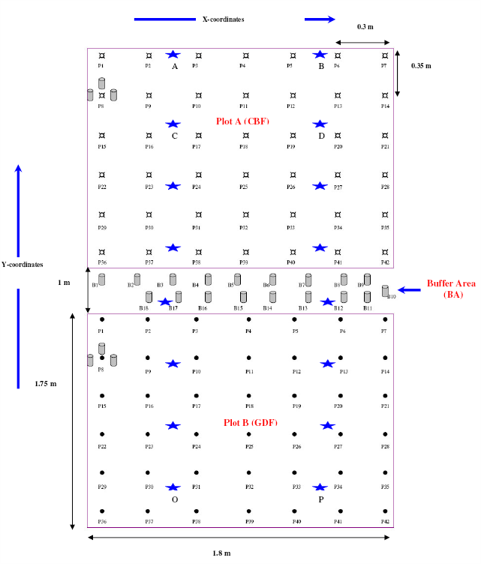 X-coordinates
0.3 m
A
B
P1 P2 P3 P4 P5 P6 P7
0.35 m
P8 P9 P10 P11 P12 P13 P14
Plot A (CBF)
C
D
P15 P16 P17 P18 P19 P20 P21
P22 P23 P24 P25 P26 P27 P28
P31 P32 P33 P34 P35
P36 P37 P38 P39 P40 P41 P42
Y-coordinates
1 m
B1 B2 B3 B4 B5 B6 B7 B8 B9
Buffer Area
(BA)
B10
B18 B17 B16 B15 B14 B13 B12 B11
P1 P2 P3 P4 P5 P6 P7
P8 P9 P10 P11 P12 P13 P14
1.75 m
P15 P16 P17 P18 P19 P20 P21
Plot B (GDF)
P22 P23 P24 P25 P26 P27 P28
P29 P30 P31 P32 P33 P34 P35
O
P
P36 P37 P38 P39 P40 P41 P42
1.8 m